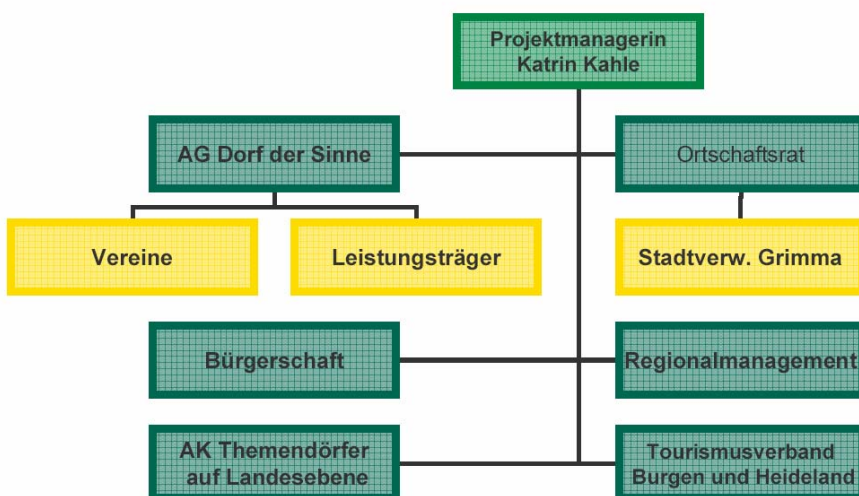 Projektmanagerin
Katrin Kahle
AG Dorf der Sinne
Ortschaftsrat
Vereine
Leistungsträger
Stadtverw. Grimma
Bürgerschaft
Regionalmanagement
AK Themendörfer
auf Landesebene
Tourismusverband
Burgen und Heideland